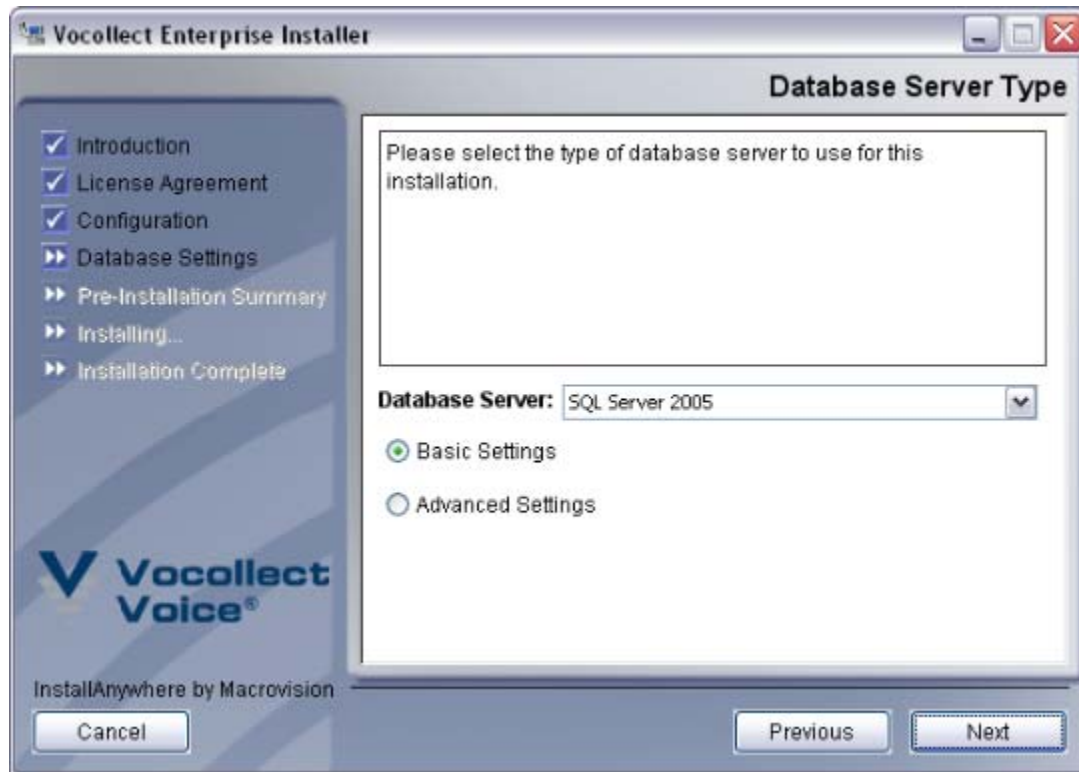 Vocollect Enterprise Installer
Database Server Type
Introduction
License Agreement
Configuration
Database Settings
Pre-Installation Summary
Installing...
Installation Complete
Please select the type of database server to use for this
installation.
Database Server: SQL Server 2005
Basic Settings
Advanced Settings
Vocollect
Voice®
InstallAnywhere by Macrovision
Cancel
Previous
Next